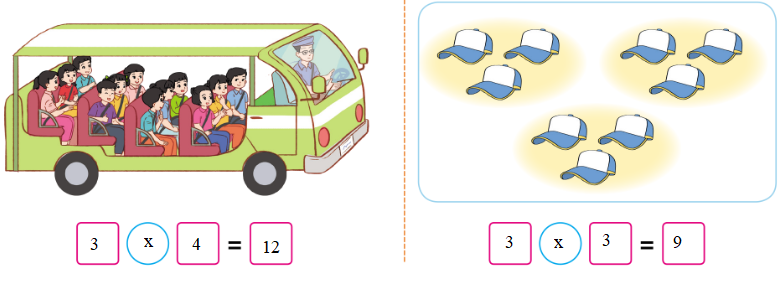 3 x 4 = 12
3 x 3 = 9